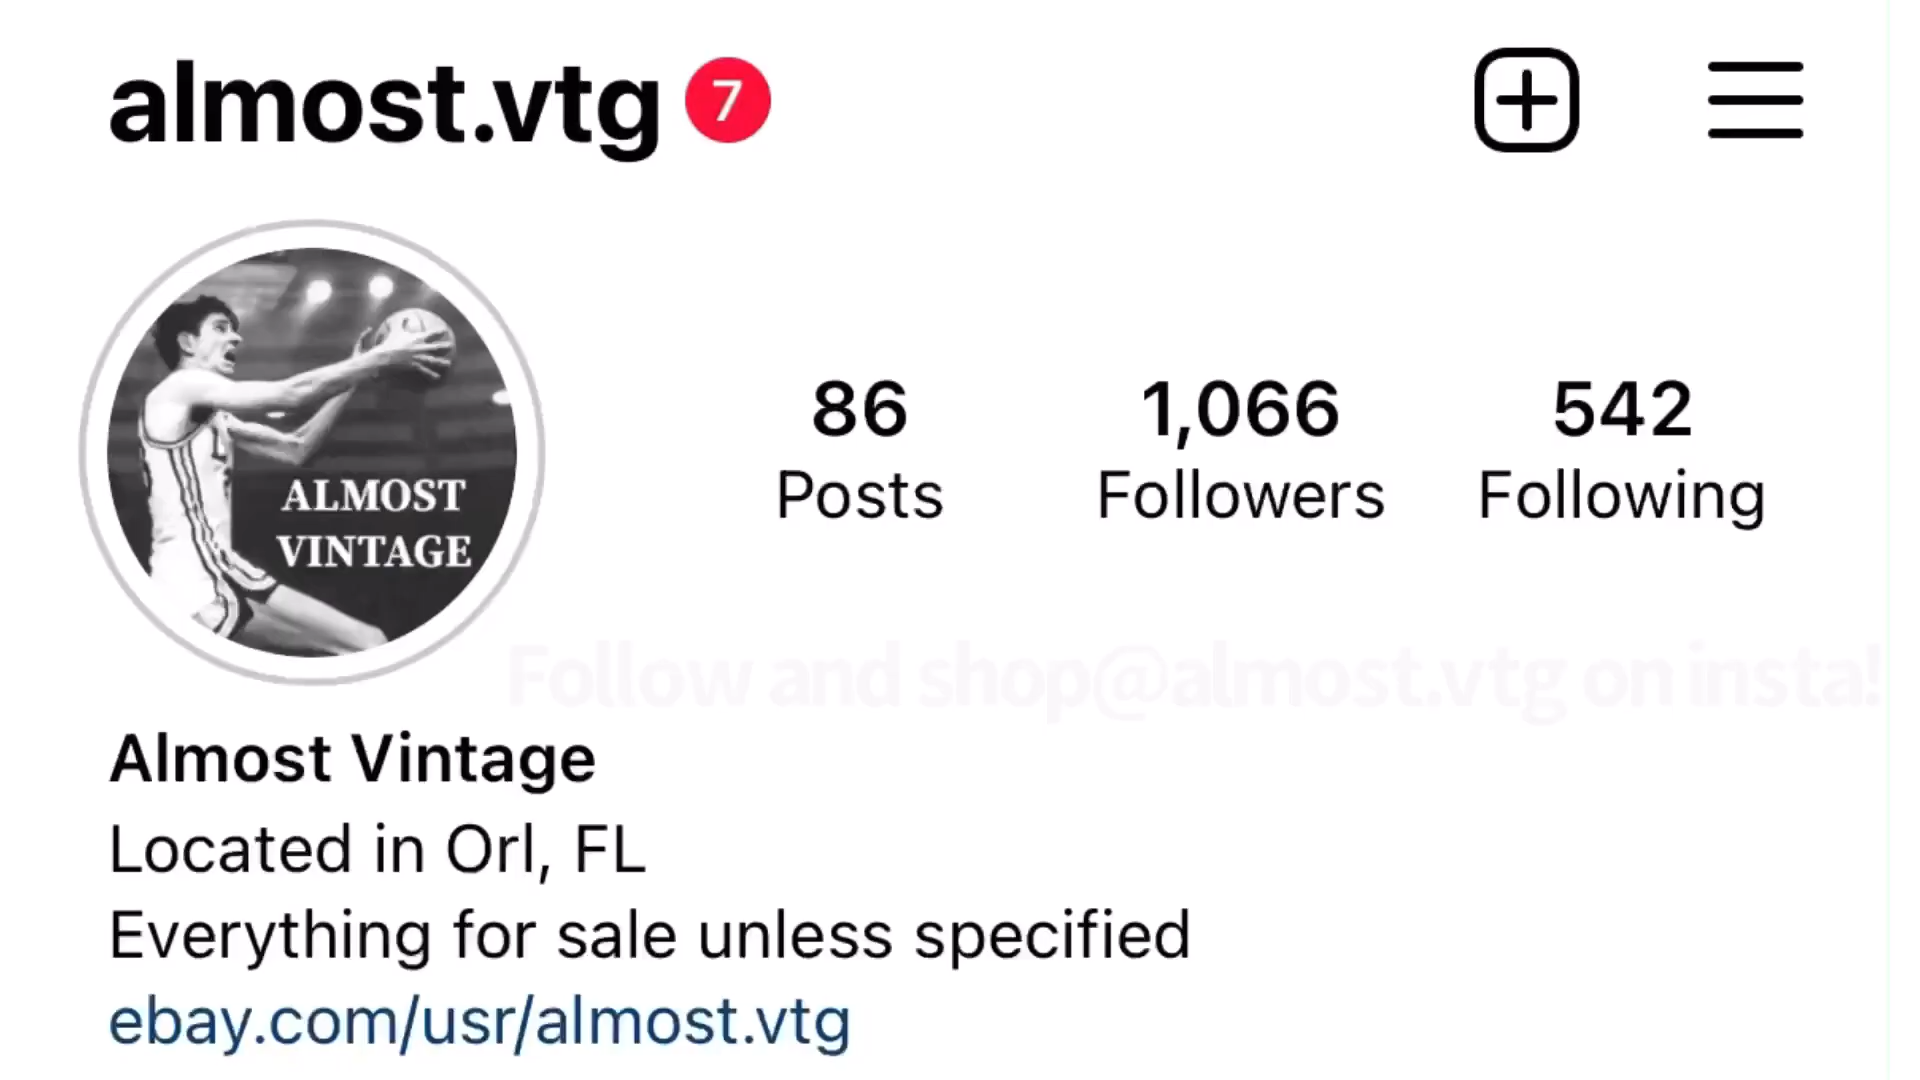 almost.vtg 7
ALMOST
VINTAGE
86 1,066 542
Posts Followers Following
Follow and shop@almost.vtg on insta!
Almost Vintage
Located in Orl, FL
Everything for sale unless specified
ebay.com/usr/almost.vtg